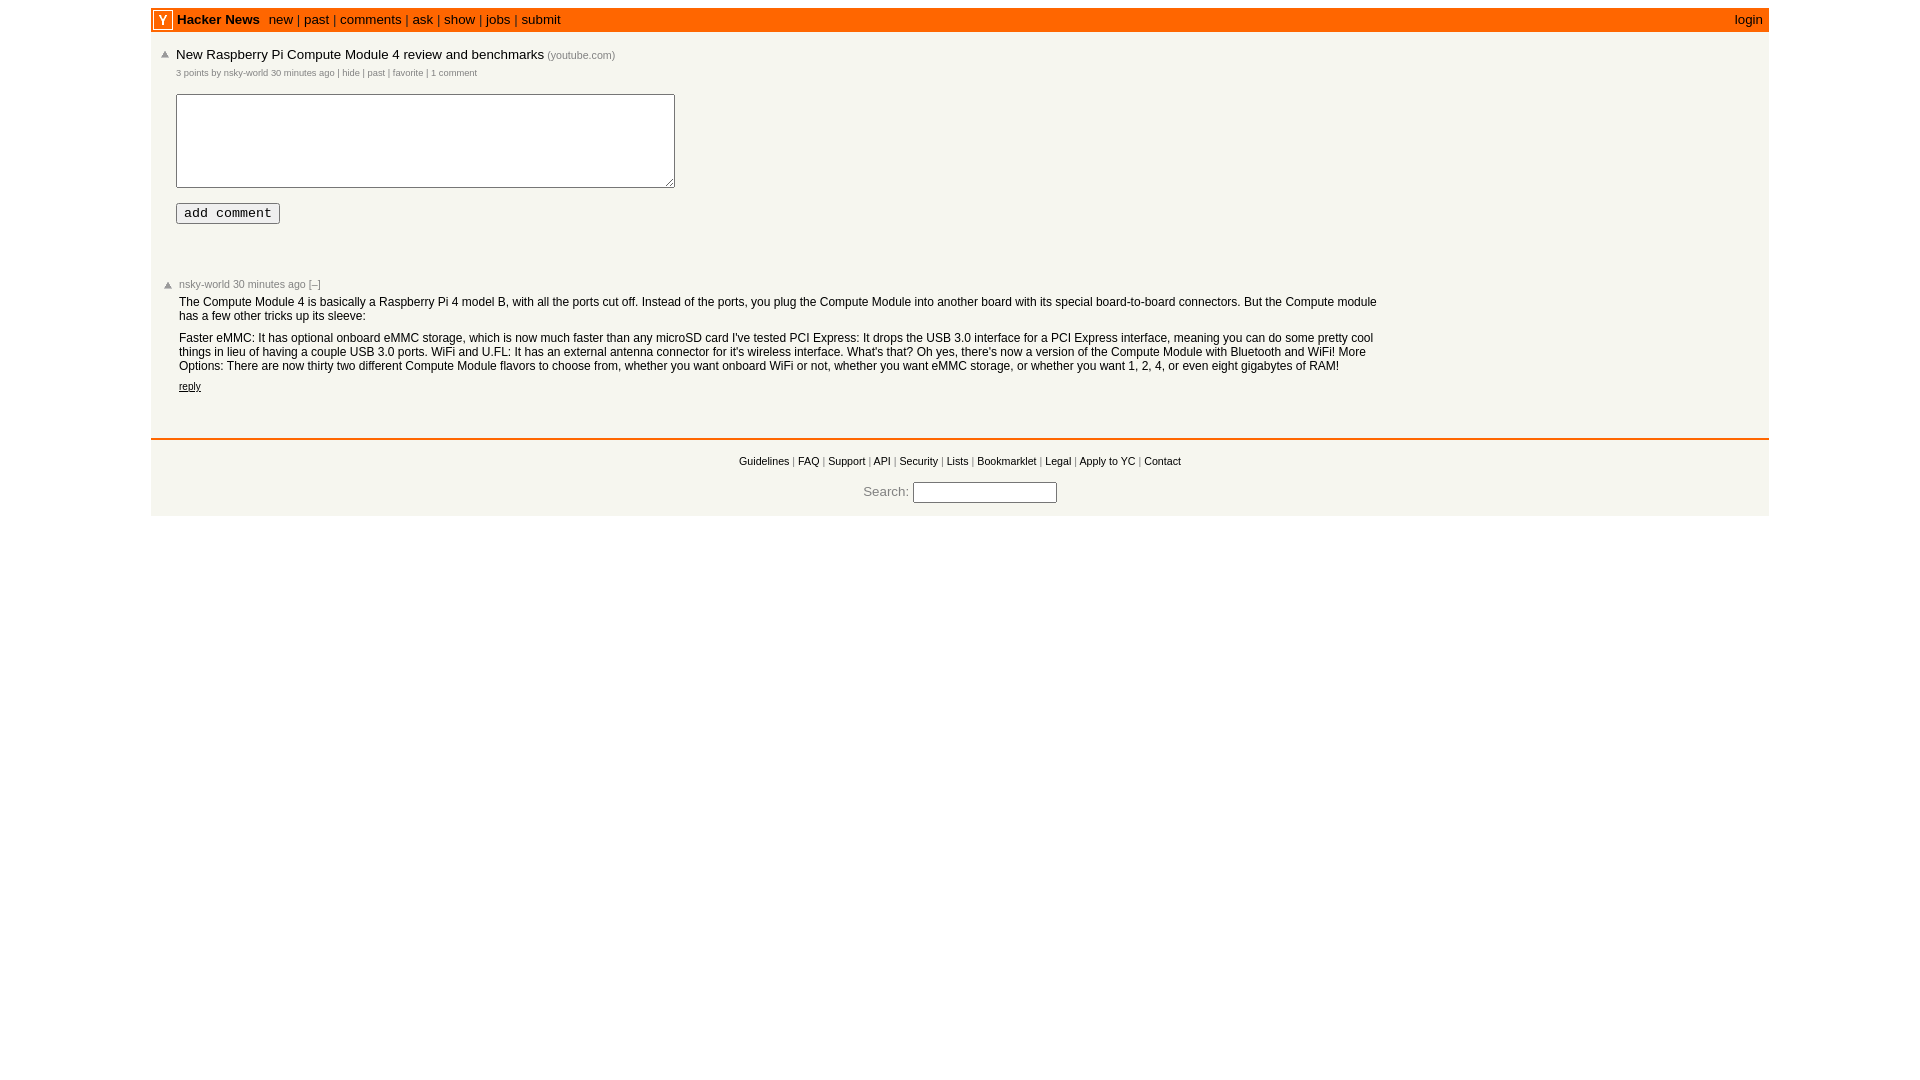 Y Hacker News new | past | comments | ask | show | jobs | submit login
New Raspberry Pi Compute Module 4 review and benchmarks (youtube.com)
3 points by nsky-world 30 minutes ago | hide | past | favorite | 1 comment
add comment
nsky-world 30 minutes ago [–]
The Compute Module 4 is basically a Raspberry Pi 4 model B, with all the ports cut off. Instead of the ports, you plug the Compute Module into another board with its special board-to-board connectors. But the Compute module
has a few other tricks up its sleeve:
Faster eMMC: It has optional onboard eMMC storage, which is now much faster than any microSD card I've tested PCI Express: It drops the USB 3.0 interface for a PCI Express interface, meaning you can do some pretty cool
things in lieu of having a couple USB 3.0 ports. WiFi and U.FL: It has an external antenna connector for it's wireless interface. What's that? Oh yes, there's now a version of the Compute Module with Bluetooth and WiFi! More
Options: There are now thirty two different Compute Module flavors to choose from, whether you want onboard WiFi or not, whether you want eMMC storage, or whether you want 1, 2, 4, or even eight gigabytes of RAM!
reply
Guidelines | FAQ | Support | API | Security | Lists | Bookmarklet | Legal | Apply to YC | Contact
Search: